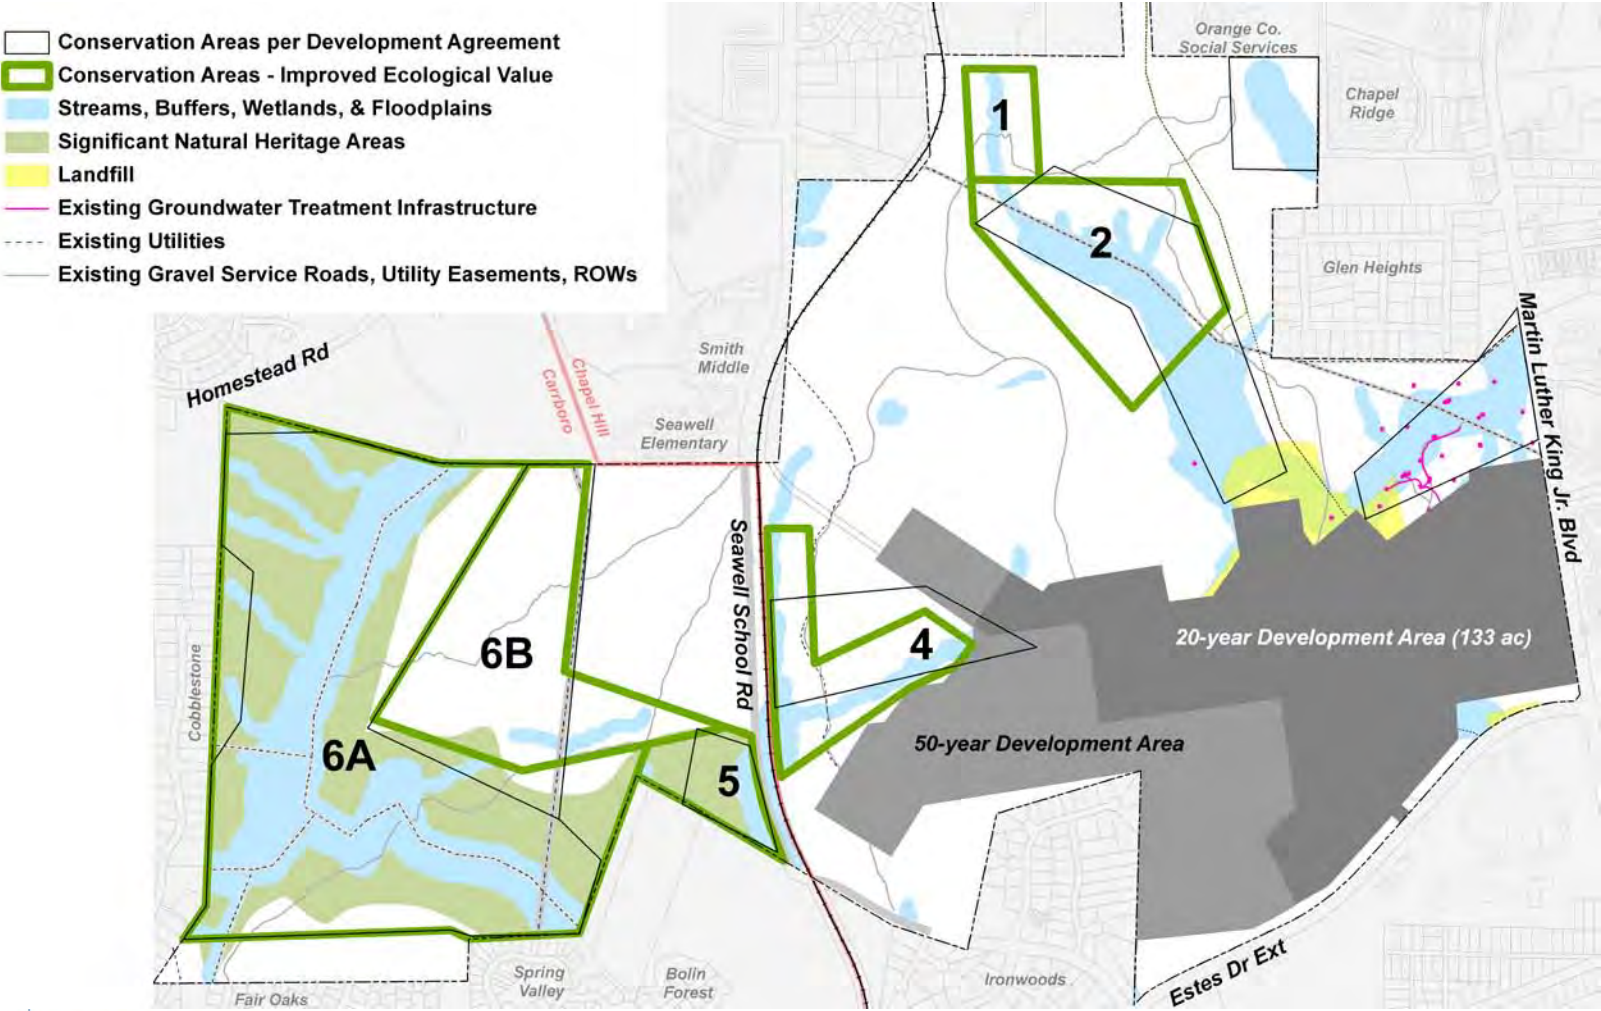 Conservation Areas per Development Agreement
Conservation Areas - Improved Ecological Value
Streams, Buffers, Wetlands, & Floodplains
Significant Natural Heritage Areas
Landfill
Existing Groundwater Treatment Infrastructure
Existing Utilities
Existing Gravel Service Roads, Utility Easements, ROWs
Orange Co.
Social Services
Chapel
Ridge
1
2
Glen Heights
Martin Luther King Jr. Blvd
Smith
Middle
Chapel Hill
Carrboro
Homestead Rd
Seawell
Elementary
Seawell School Rd
Cobblestone
6B
4
20-year Development Area (133 ac)
50-year Development Area
6A
5
Spring
Valley
Bolin
Forest
Ironwoods
Estes Dr Ext
Fair Oaks